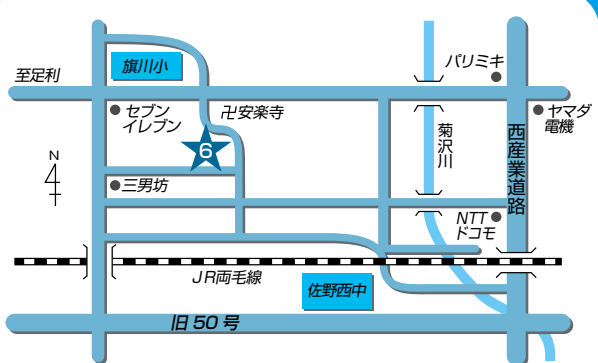 旗川小
パリミキ
至足利
セブン
イレブン
卍安楽寺
ヤマダ
電機
菊沢川
西産業道路
6
N
三男坊
NTT
ドコモ
JR両毛線
佐野西中
旧50号